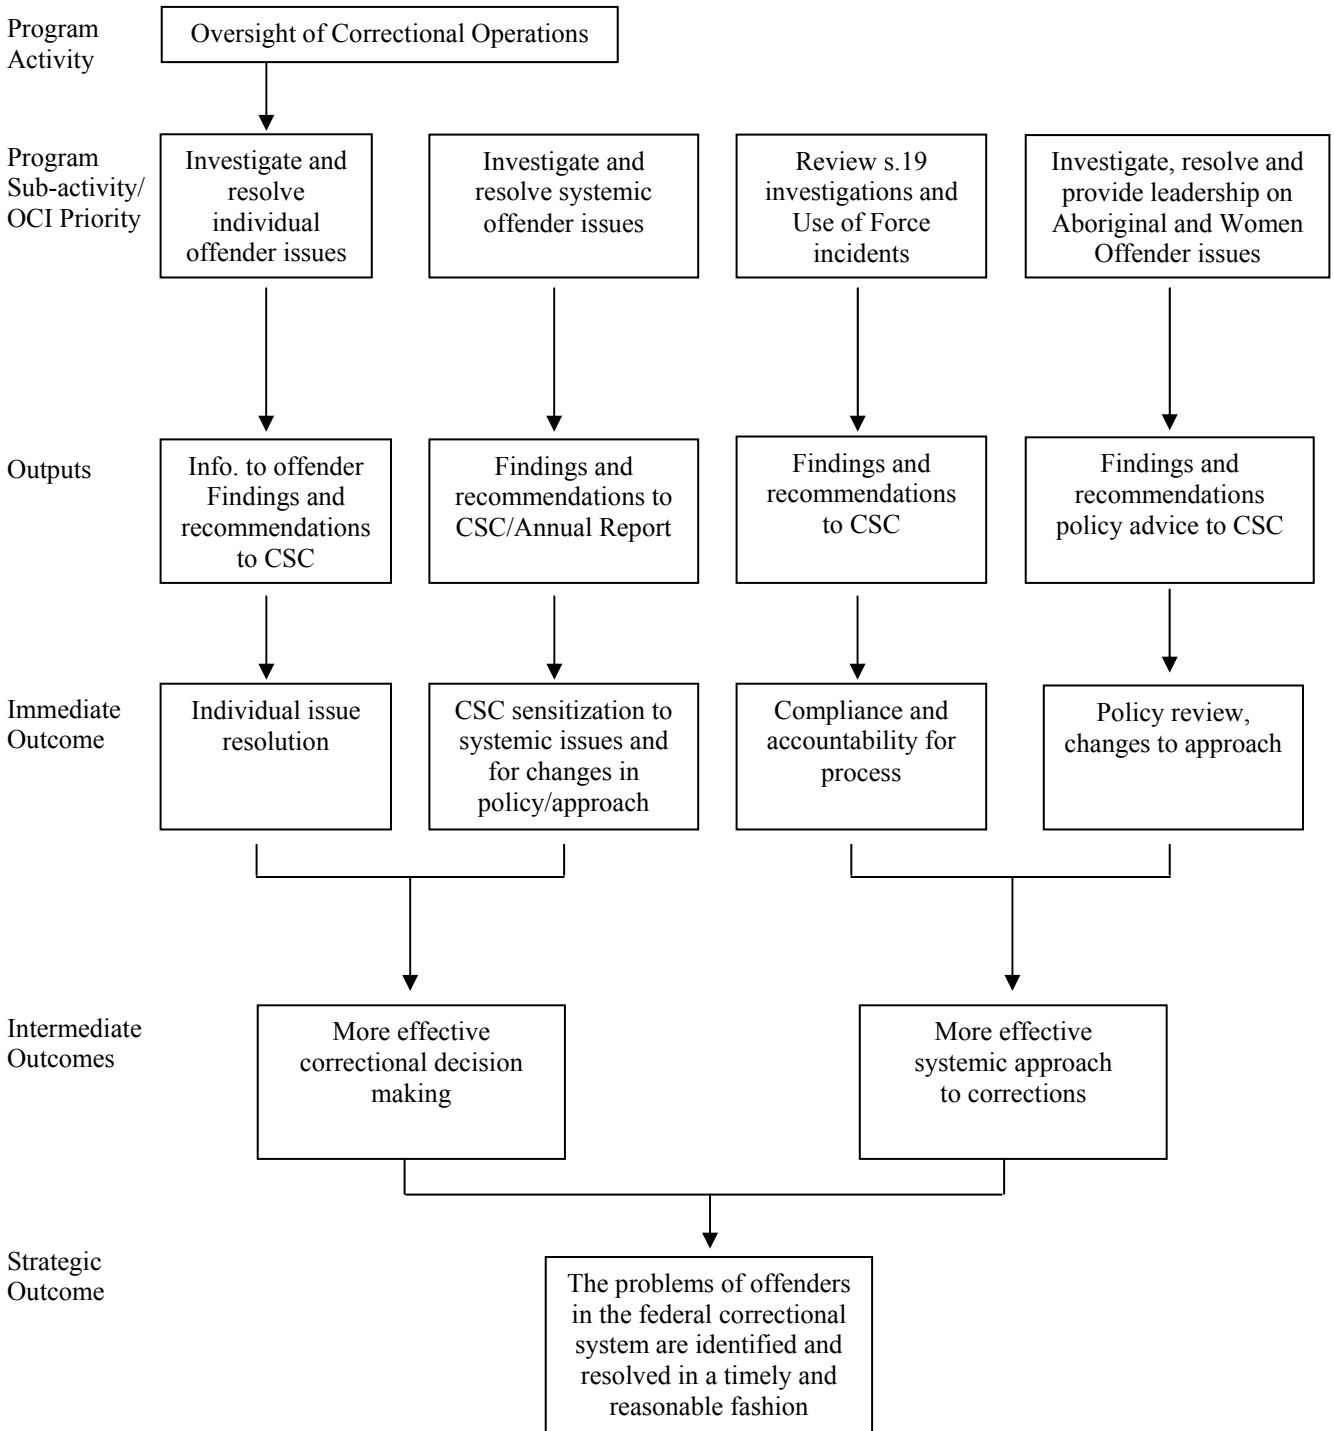 Program
Activity
Oversight of Correctional Operations
Program
Sub-activity/
OCI Priority
Investigate and
resolve
individual
offender issues
Investigate and
resolve systemic
offender issues
Review s.19
investigations and
Use of Force
incidents
Investigate, resolve and
provide leadership on
Aboriginal and Women
Offender issues
Outputs
Info. to offender
Findings and
recommendations
to CSC
Findings and
recommendations to
CSC/Annual Report
Findings and
recommendations
to CSC
Findings and
recommendations
policy advice to CSC
Immediate
Outcome
Individual issue
resolution
CSC sensitization to
systemic issues and
for changes in
policy/approach
Compliance and
accountability for
process
Policy review,
changes to approach
Intermediate
Outcomes
More effective
correctional decision
making
More effective
systemic approach
to corrections
Strategic
Outcome
The problems of offenders
in the federal correctional
system are identified and
resolved in a timely and
reasonable fashion